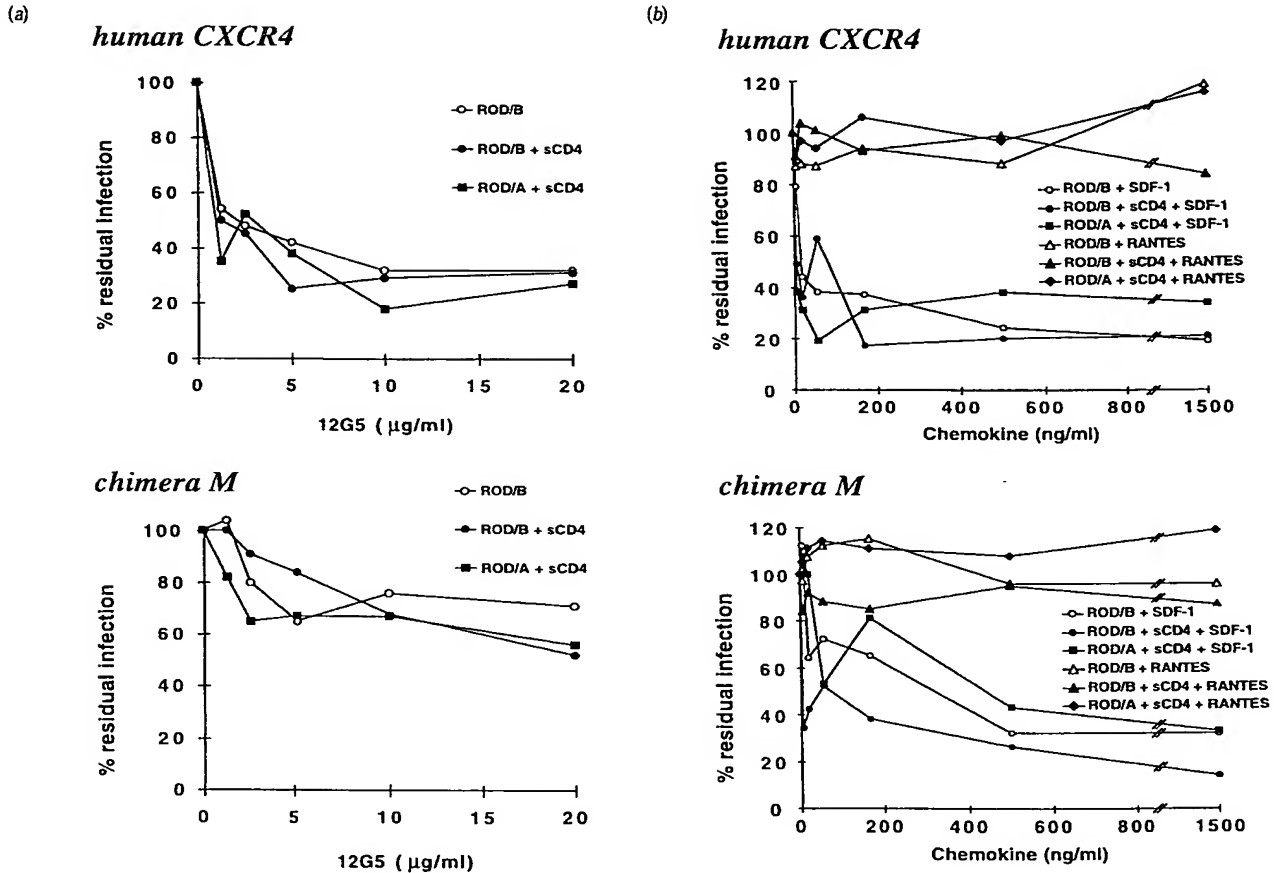 (a)
human CXCR4
% residual infection
100
80
60
40
20
0
0 5 10 15 20
12G5 ( µg/ml)
ROD/B
ROD/B + sCD4
ROD/A + sCD4
(b)
human CXCR4
% residual infection
120
100
80
60
40
20
0
0 200 400 600 800 1500
Chemokine (ng/ml)
ROD/B + SDF-1
ROD/B + sCD4 + SDF-1
ROD/A + sCD4 + SDF-1
ROD/B + RANTES
ROD/B + sCD4 + RANTES
ROD/A + sCD4 + RANTES
chimera M
% residual infection
100
80
60
40
20
0
0 5 10 15 20
12G5 ( µg/ml)
ROD/B
ROD/B + sCD4
ROD/A + sCD4
chimera M
% residual infection
120
100
80
60
40
20
0
0 200 400 600 800 1500
Chemokine (ng/ml)
ROD/B + SDF-1
ROD/B + sCD4 + SDF-1
ROD/A + sCD4 + SDF-1
ROD/B + RANTES
ROD/B + sCD4 + RANTES
ROD/A + sCD4 + RANTES